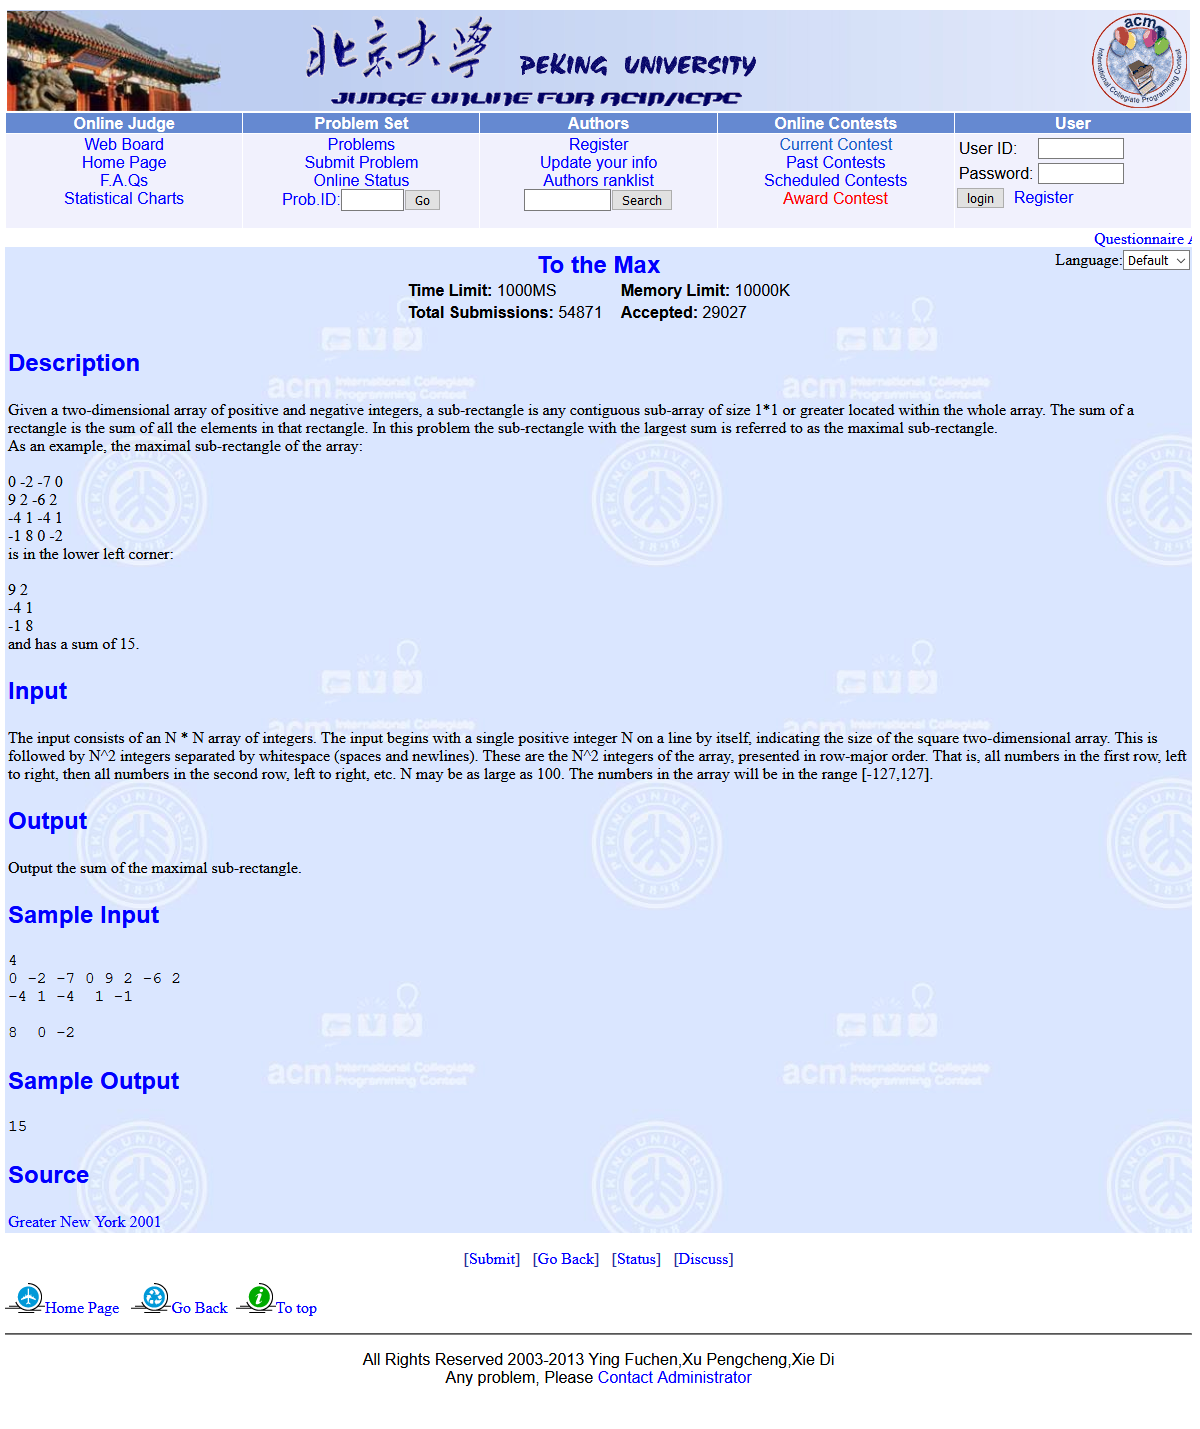 北京大學 PEKING UNIVERSITY
JUDGE ONLINE FOR ACM/ICPC
acm
International Collegiate Programming Contest
Online Judge Problem Set Authors Online Contests User
Web Board Problems Register Current Contest User ID:
Home Page Submit Problem Update your info Past Contests Password:
F.A.Qs Online Status Authors ranklist Scheduled Contests
Statistical Charts Prob.ID: Go Search Award Contest login Register
Questionnaire A
To the Max
Language: Default
Time Limit: 1000MS Memory Limit: 10000K
Total Submissions: 54871 Accepted: 29027
Description
Given a two-dimensional array of positive and negative integers, a sub-rectangle is any contiguous sub-array of size 1*1 or greater located within the whole array. The sum of a
rectangle is the sum of all the elements in that rectangle. In this problem the sub-rectangle with the largest sum is referred to as the maximal sub-rectangle.
As an example, the maximal sub-rectangle of the array:
0 -2 -7 0
9 2 -6 2
-4 1 -4 1
-1 8 0 -2
is in the lower left corner:
9 2
-4 1
-1 8
and has a sum of 15.
Input
The input consists of an N * N array of integers. The input begins with a single positive integer N on a line by itself, indicating the size of the square two-dimensional array. This is
followed by N^2 integers separated by whitespace (spaces and newlines). These are the N^2 integers of the array, presented in row-major order. That is, all numbers in the first row, left
to right, then all numbers in the second row, left to right, etc. N may be as large as 100. The numbers in the array will be in the range [-127,127].
Output
Output the sum of the maximal sub-rectangle.
Sample Input
4
0 -2 -7 0 9 2 -6 2
-4 1 -4  1 -1
8  0 -2
Sample Output
15
Source
Greater New York 2001
[Submit] [Go Back] [Status] [Discuss]
Home Page Go Back To top
All Rights Reserved 2003-2013 Ying Fuchen,Xu Pengcheng,Xie Di
Any problem, Please Contact Administrator